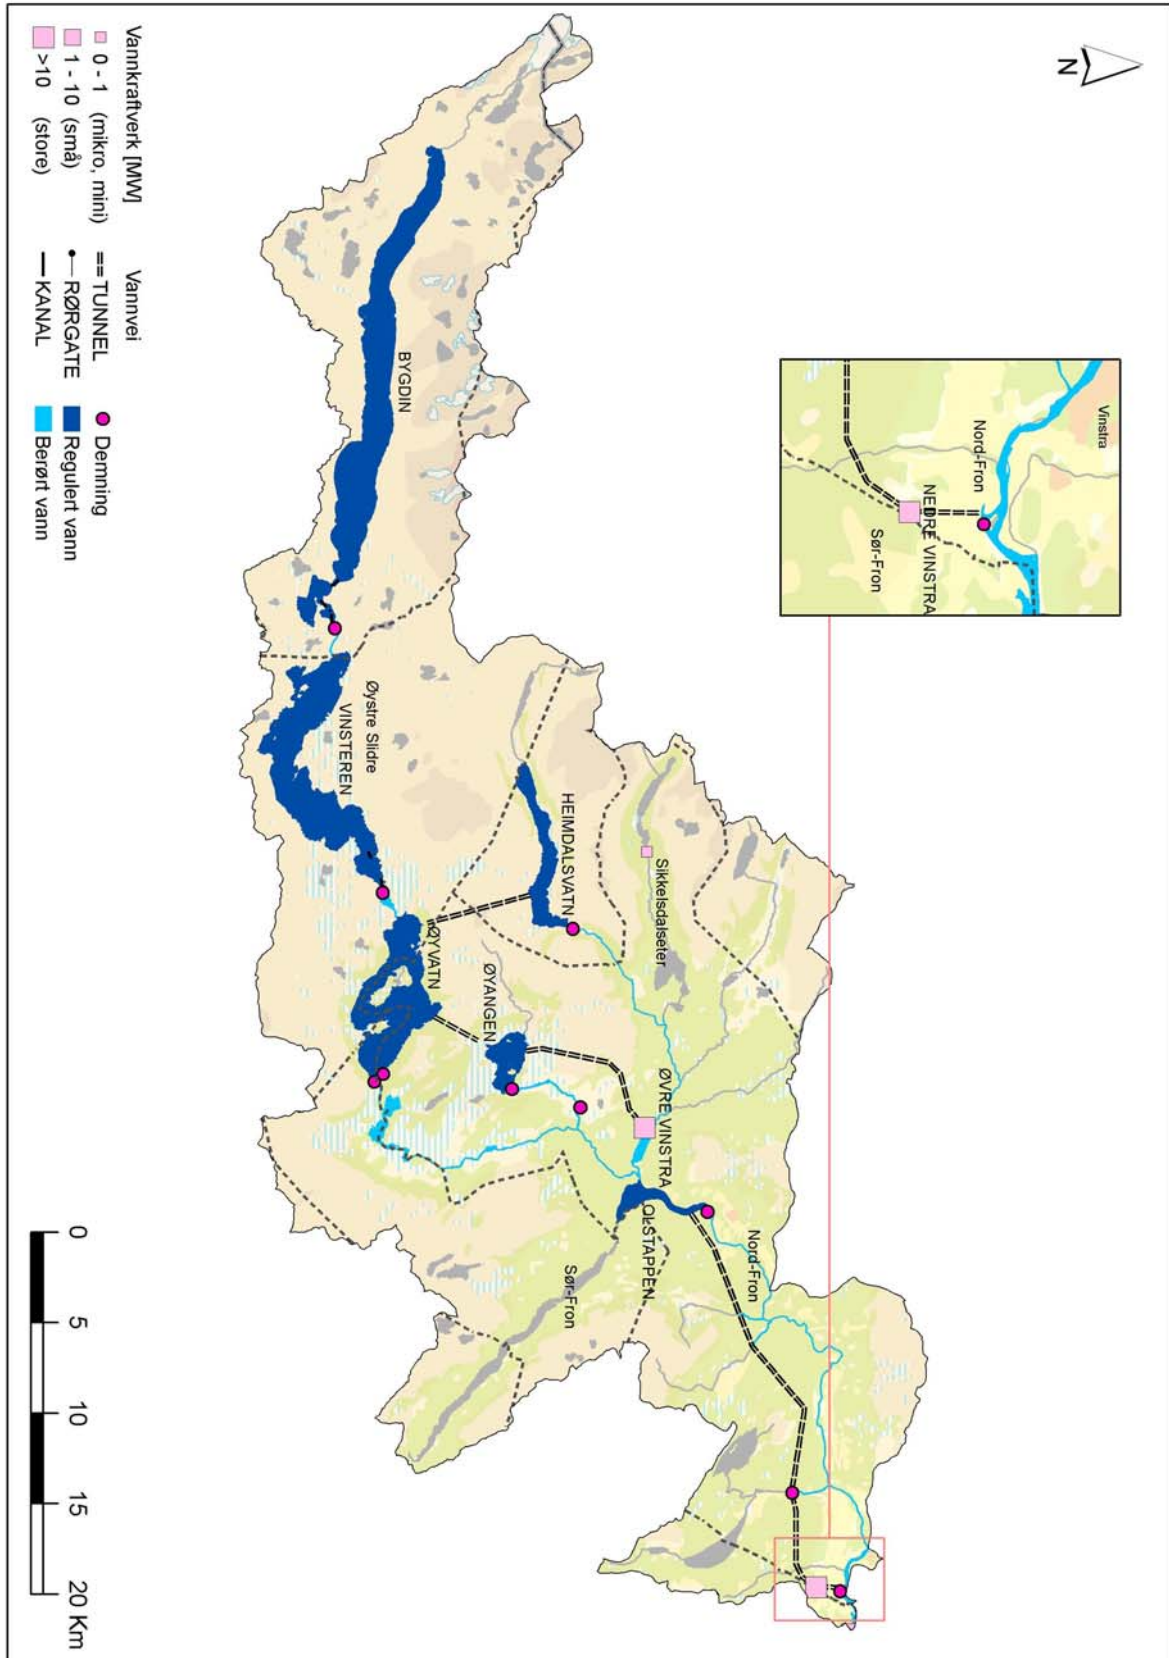 N
Vinstra
Nord-Fron
NEDRE VINSTRA
Sør-Fron
BYGDIN
Øystre Slidre
VINSTEREN
HEIMDALSVATN
Sikkelsdalseter
ØYVATN
ØYANGEN
ØVRE VINSTRA
OLSTAPPEN
Nord-Fron
Sør-Fron
Vannkraftverk [MW]
0 - 1 (mikro, mini)
1 - 10 (små)
>10 (store)
Vannvei
TUNNEL
RØRGATE
KANAL
Demning
Regulert vann
Berørt vann
0 5 10 15 20 Km